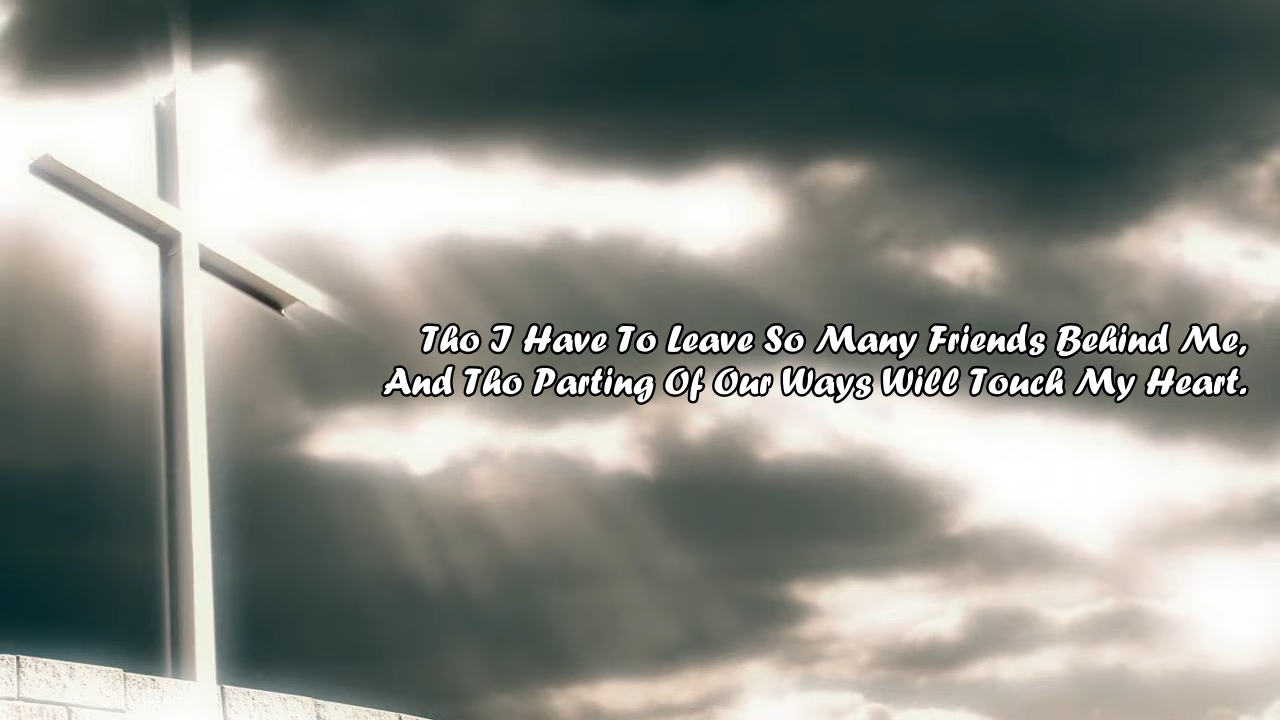 Tho I Have To Leave So Many Friends Behind Me,
And Tho Parting Of Our Ways Will Touch My Heart.